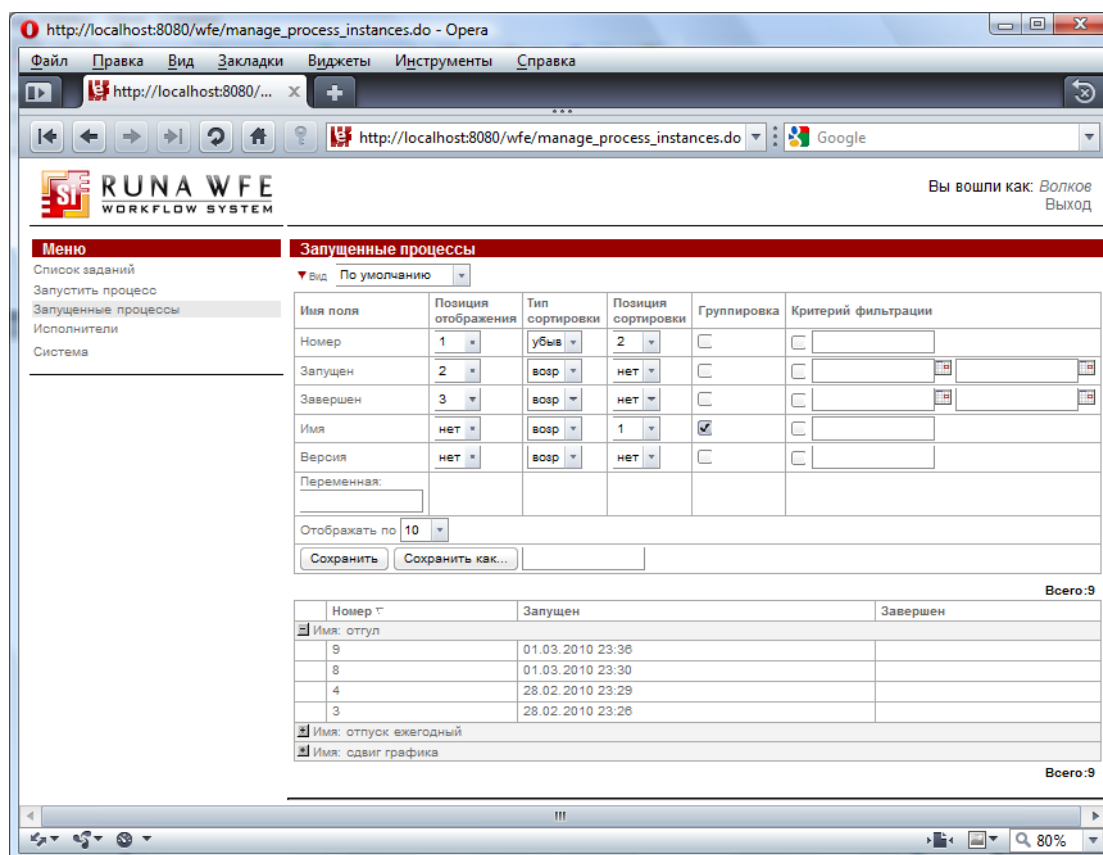 http://localhost:8080/wfe/manage_process_instances.do - Opera
Файл Правка Вид Закладки Виджеты Инструменты Справка
http://localhost:8080/...
http://localhost:8080/wfe/manage_process_instances.do Google
RUNA WFE
WORKFLOW SYSTEM
Вы вошли как: Волков
Выход
Меню
Список заданий
Запустить процесс
Запущенные процессы
Исполнители
Система
Запущенные процессы
Вид По умолчанию
Имя поля Позиция отображения Тип сортировки Позиция сортировки Группировка Критерий фильтрации
Номер 1 убыв 2
Запущен 2 возр нет
Завершен 3 возр нет
Имя нет возр 1
Версия нет возр нет
Переменная:
Отображать по 10
Сохранить Сохранить как...
Всего:9
Номер Запущен Завершен
Имя: отгул
9 01.03.2010 23:36
8 01.03.2010 23:30
4 28.02.2010 23:29
3 28.02.2010 23:26
Имя: отпуск ежегодный
Имя: сдвиг графика
Всего:9
80%